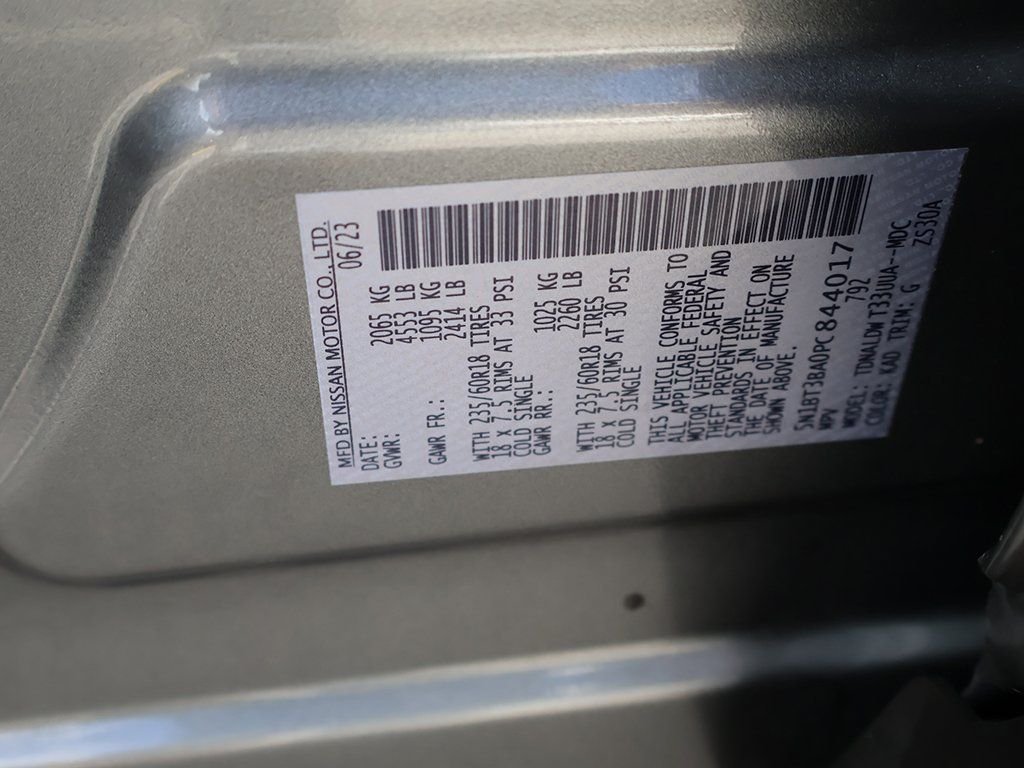 MFD BY NISSAN MOTOR CO., LTD.
DATE: 06/23
GVWR: 2065 KG
4553 LB
GAWR FR.: 1095 KG
2414 LB
WITH 235/60R18 TIRES
18 X 7.5 RIMS AT 33 PSI
COLD SINGLE
GAWR RR.: 1025 KG
2260 LB
WITH 235/60R18 TIRES
18 X 7.5 RIMS AT 30 PSI
COLD SINGLE
THIS VEHICLE CONFORMS TO
ALL APPLICABLE FEDERAL
MOTOR VEHICLE SAFETY AND
THEFT PREVENTION
STANDARDS IN EFFECT ON
THE DATE OF MANUFACTURE
SHOWN ABOVE.
5N1BT3BA0PC844017
MPV 792
MODEL: TDNALDW T33UUA--MDC
COLOR: KAD TRIM: G ZS30A